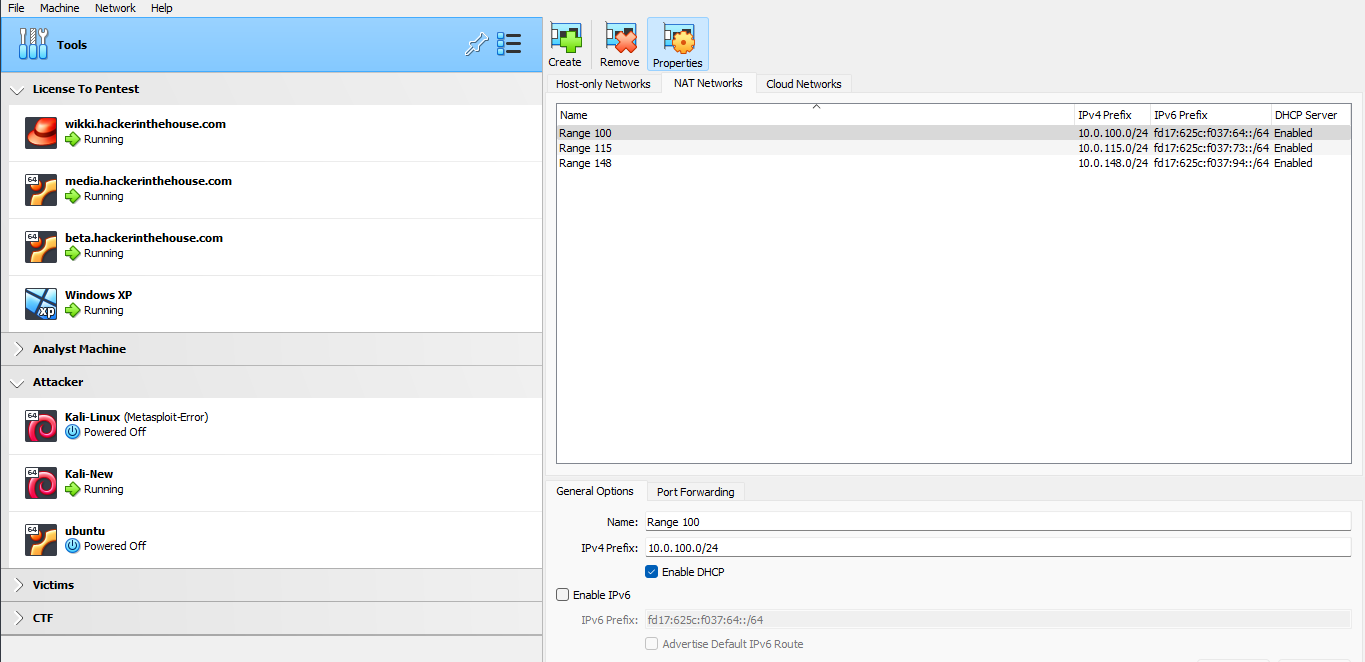 File Machine Network Help
Tools
License To Pentest
wikki.hackerinthehouse.com
Running
64
media.hackerinthehouse.com
Running
64
beta.hackerinthehouse.com
Running
Windows XP
xp
Running
Analyst Machine
Attacker
64
Kali-Linux (Metasploit-Error)
Powered Off
64
Kali-New
Running
64
ubuntu
Powered Off
Victims
CTF
Create Remove Properties
Host-only Networks NAT Networks Cloud Networks
Name IPv4 Prefix IPv6 Prefix DHCP Server
Range 100 10.0.100.0/24 fd17:625c:f037:64::/64 Enabled
Range 115 10.0.115.0/24 fd17:625c:f037:73::/64 Enabled
Range 148 10.0.148.0/24 fd17:625c:f037:94::/64 Enabled
General Options Port Forwarding
Name: Range 100
IPv4 Prefix: 10.0.100.0/24
Enable DHCP
Enable IPv6
IPv6 Prefix: fd17:625c:f037:64::/64
Advertise Default IPv6 Route